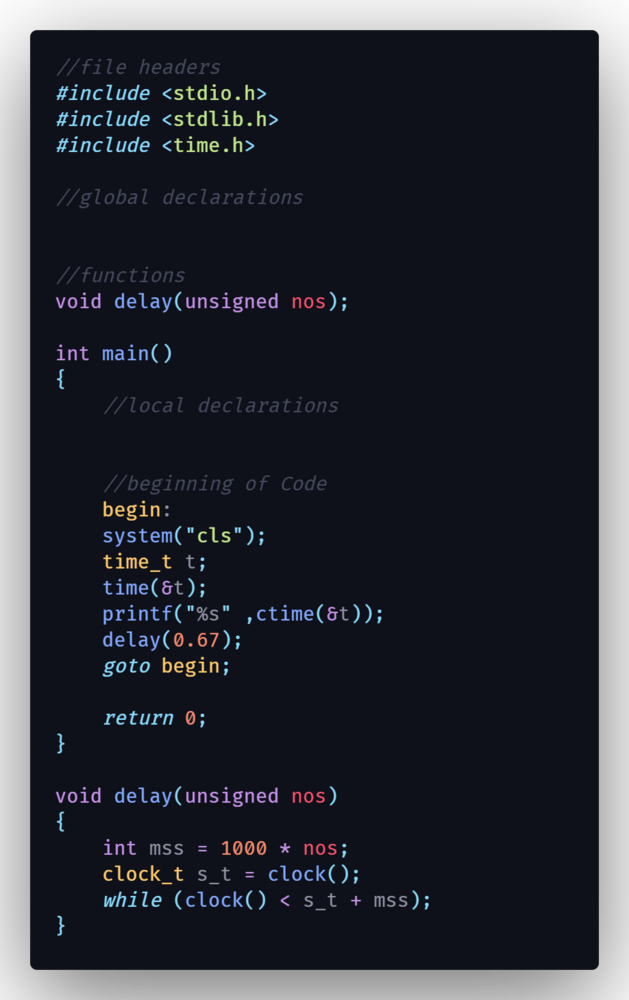 //file headers
#include <stdio.h>
#include <stdlib.h>
#include <time.h>
//global declarations
//functions
void delay(unsigned nos);
int main()
{
    //local declarations
    //beginning of Code
    begin:
    system("cls");
    time_t t;
    time(&t);
    printf("%s" ,ctime(&t));
    delay(0.67);
    goto begin;
    return 0;
}
void delay(unsigned nos)
{
    int mss = 1000 * nos;
    clock_t s_t = clock();
    while (clock() < s_t + mss);
}